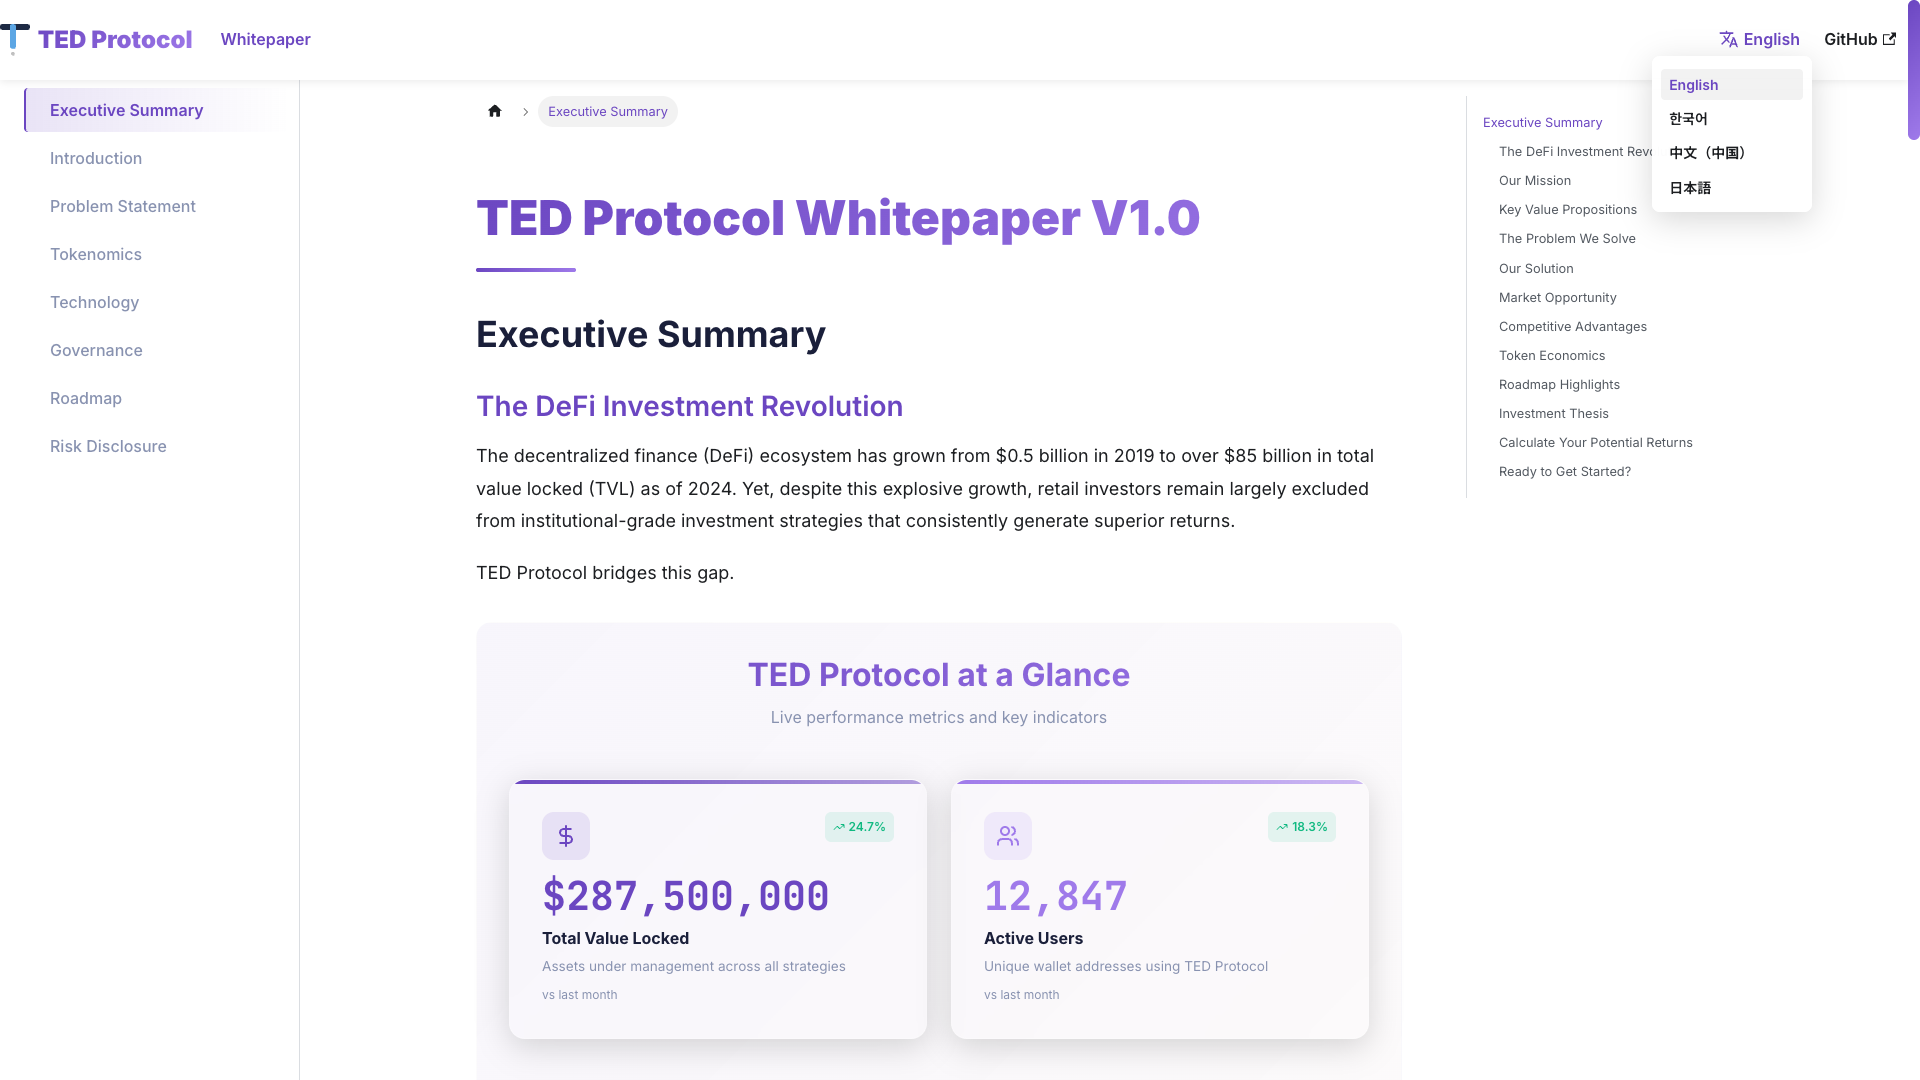 TED Protocol
Whitepaper
English
GitHub
English
한국어
中文（中国）
日本語
Executive Summary
Introduction
Problem Statement
Tokenomics
Technology
Governance
Roadmap
Risk Disclosure
Executive Summary
TED Protocol Whitepaper V1.0
Executive Summary
The DeFi Investment Revolution
The decentralized finance (DeFi) ecosystem has grown from $0.5 billion in 2019 to over $85 billion in total
value locked (TVL) as of 2024. Yet, despite this explosive growth, retail investors remain largely excluded
from institutional-grade investment strategies that consistently generate superior returns.
TED Protocol bridges this gap.
TED Protocol at a Glance
Live performance metrics and key indicators
24.7%
$287,500,000
Total Value Locked
Assets under management across all strategies
vs last month
18.3%
12,847
Active Users
Unique wallet addresses using TED Protocol
vs last month
Executive Summary
The DeFi Investment Revo
Our Mission
Key Value Propositions
The Problem We Solve
Our Solution
Market Opportunity
Competitive Advantages
Token Economics
Roadmap Highlights
Investment Thesis
Calculate Your Potential Returns
Ready to Get Started?